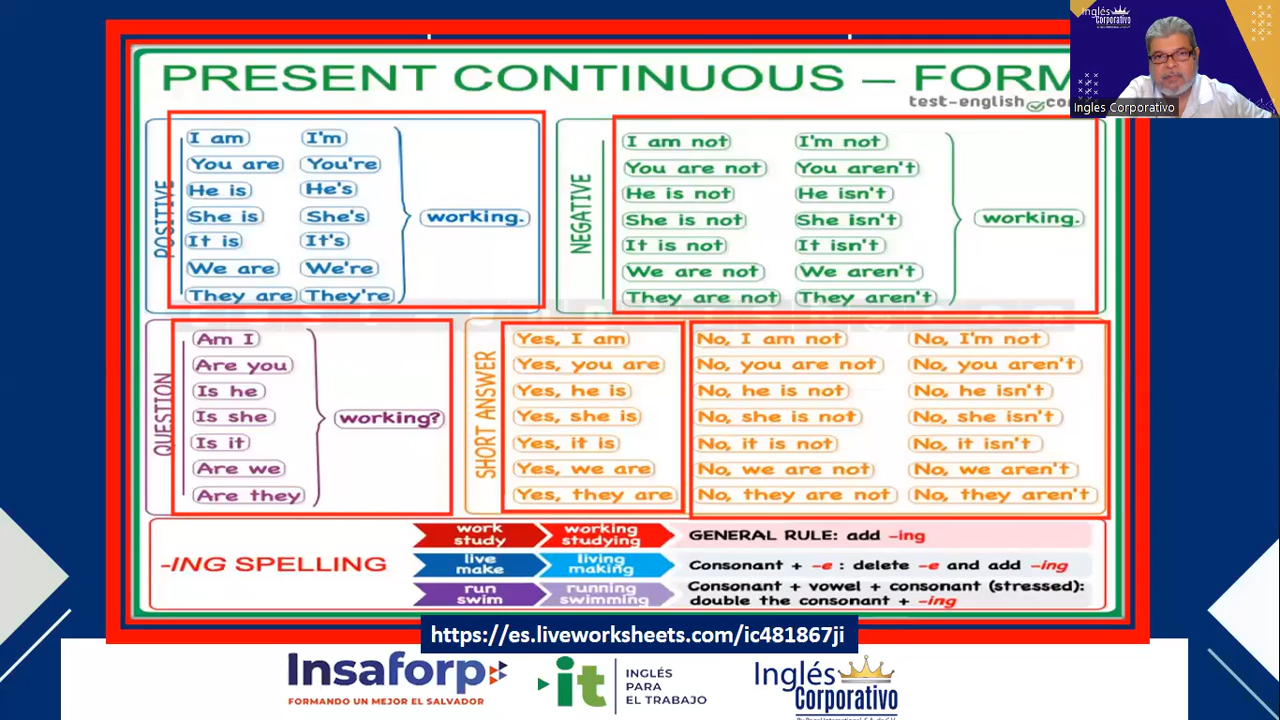 Inglés
Corporativo
Ingles Corporativo
PRESENT CONTINUOUS – FORM
test-english
POSITIVE
I am I'm
You are You're
He is He's
She is She's
It is It's
We are We're
They are They're
working.
NEGATIVE
I am not I'm not
You are not You aren't
He is not He isn't
She is not She isn't
It is not It isn't
We are not We aren't
They are not They aren't
working.
QUESTION
Am I
Are you
Is he
Is she
Is it
Are we
Are they
working?
SHORT ANSWER
Yes, I am No, I am not No, I'm not
Yes, you are No, you are not No, you aren't
Yes, he is No, he is not No, he isn't
Yes, she is No, she is not No, she isn't
Yes, it is No, it is not No, it isn't
Yes, we are No, we are not No, we aren't
Yes, they are No, they are not No, they aren't
-ING SPELLING
work working
study studying
GENERAL RULE: add -ing
live living
make making
Consonant + -e : delete -e and add -ing
run running
swim swimming
Consonant + vowel + consonant (stressed):
double the consonant + -ing
https://es.liveworksheets.com/ic481867ji
Insaforp
FORMANDO UN MEJOR EL SALVADOR
it
INGLÉS
PARA
EL TRABAJO
Inglés
Corporativo